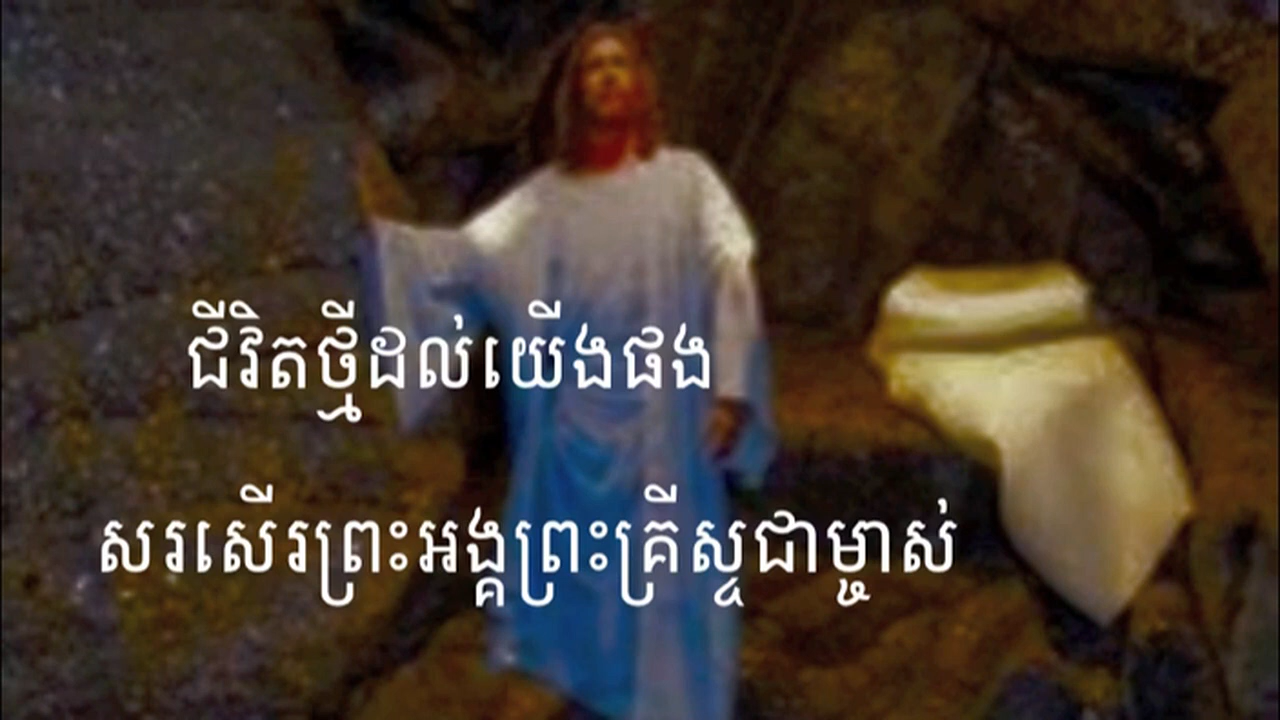 ជីវិតថ្មីដល់យើងផង
សរសើរព្រះអង្គព្រះគ្រីស្ទជាម្ចាស់